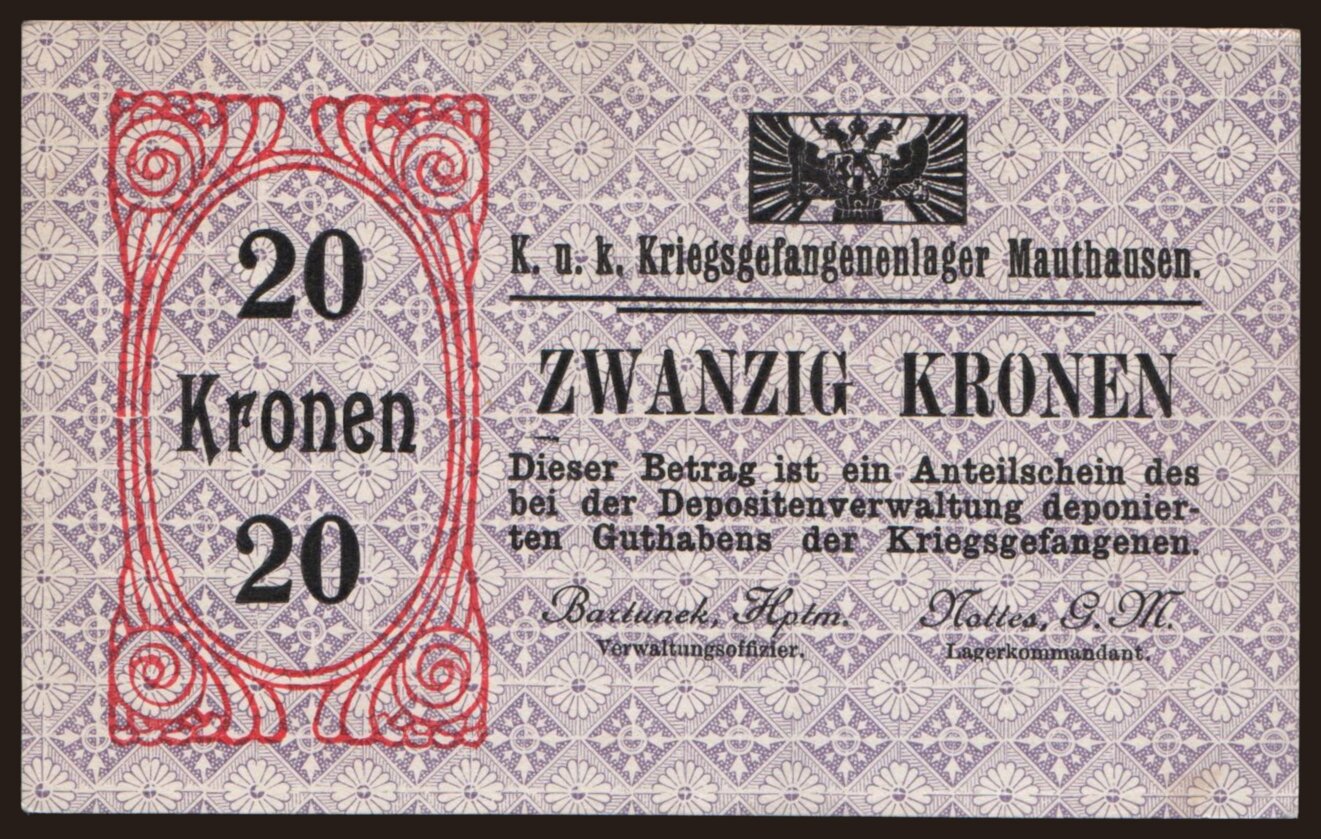 20
Kronen
20
K. u. k. Kriegsgefangenenlager Mauthausen.
ZWANZIG KRONEN
Dieser Betrag ist ein Anteilschein des
bei der Depositenverwaltung deponier-
ten Guthabens der Kriegsgefangenen.
Bartunek, Hptm. Nottes, G. M.
Verwaltungsoffizier. Lagerkommandant.